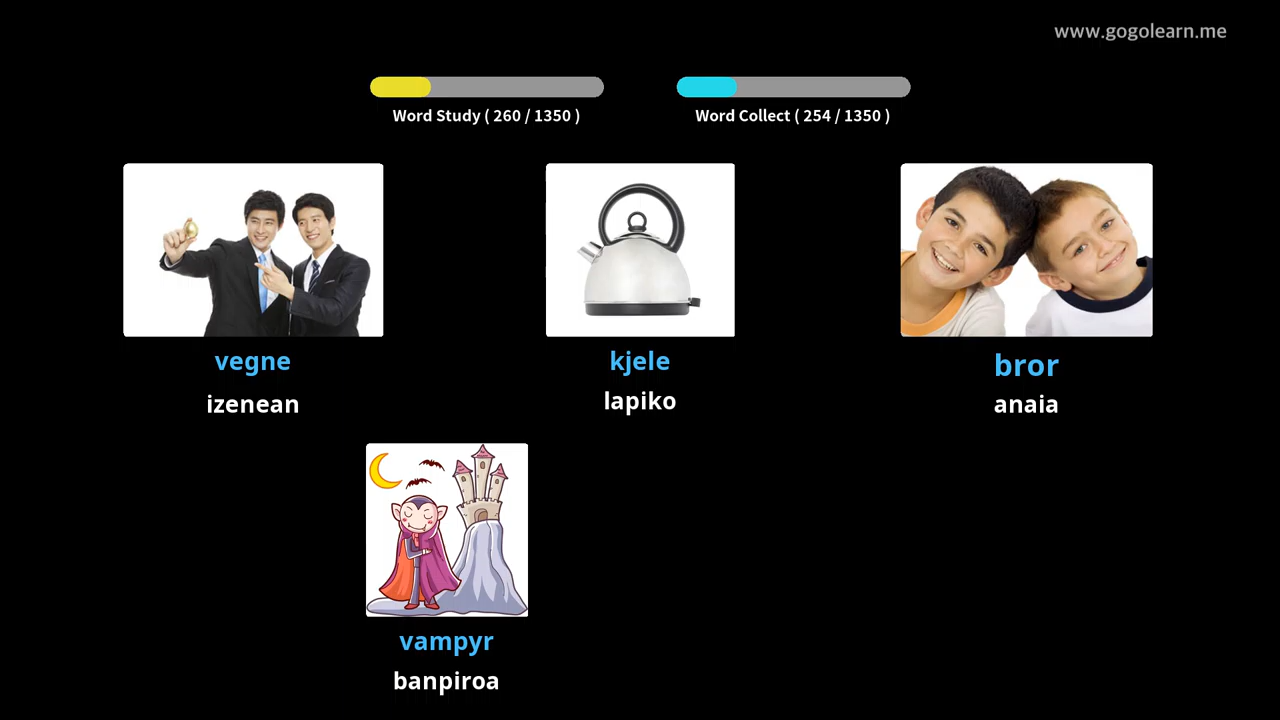 www.gogolearn.me
Word Study ( 260 / 1350 )
Word Collect ( 254 / 1350 )
vegne
izenean
kjele
lapiko
bror
anaia
vampyr
banpiroa